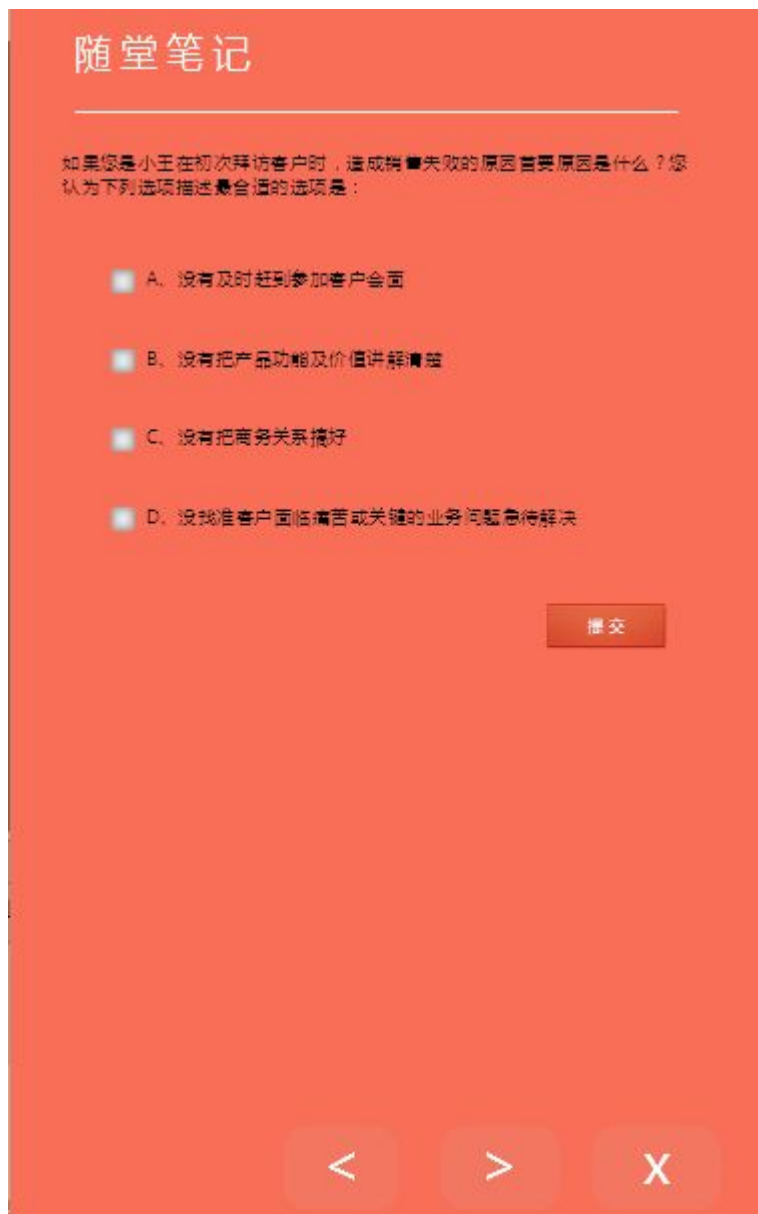 随堂笔记
如果您是小王在初次拜访客户时，造成销售失败的原因首要原因是什么？您
认为下列选项描述最合适的选项是：
A、没有及时赶到参加客户会面
B、没有把产品功能及价值讲解清楚
C、没有把商务关系搞好
D、没找准客户面临痛苦或关键的业务问题急待解决
提交
< > X